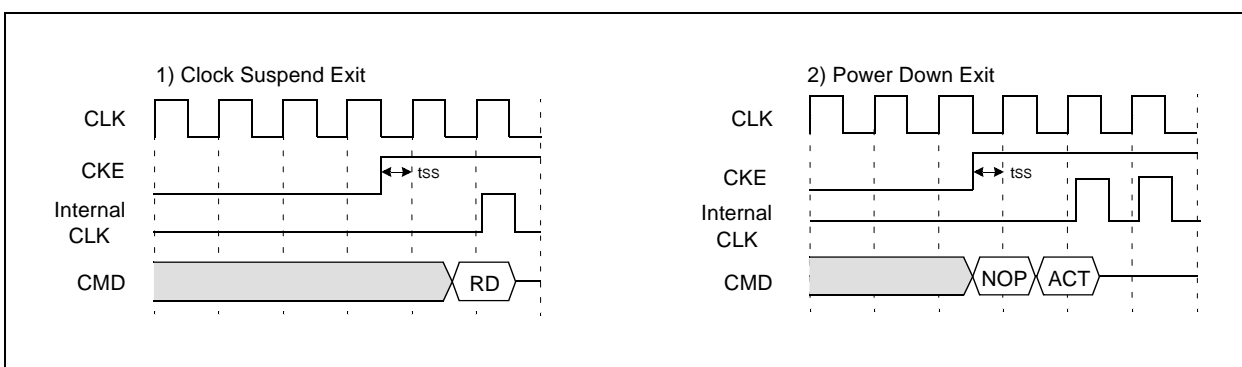 1) Clock Suspend Exit
CLK
CKE
tss
Internal
CLK
CMD
RD
2) Power Down Exit
CLK
CKE
tss
Internal
CLK
CMD
NOP
ACT